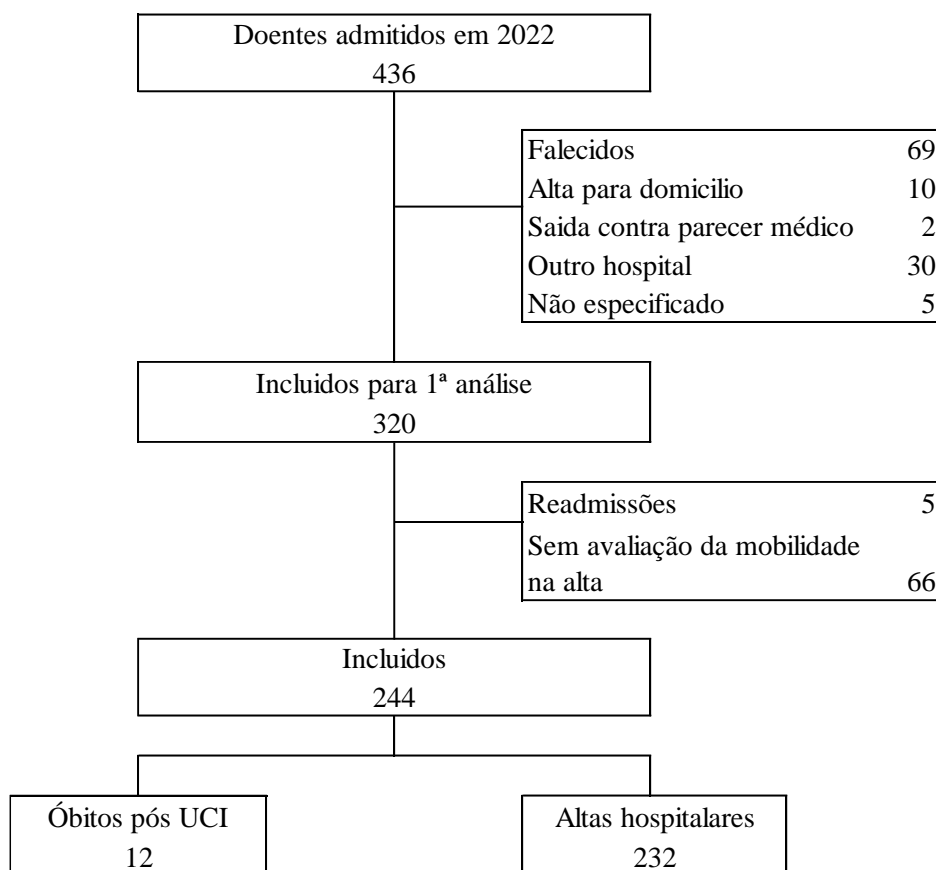 Doentes admitidos em 2022
436
Falecidos 69
Alta para domicilio 10
Saida contra parecer médico 2
Outro hospital 30
Não especificado 5
Incluidos para 1ª análise
320
Readmissões 5
Sem avaliação da mobilidade
na alta 66
Incluidos
244
Óbitos pós UCI
12
Altas hospitalares
232